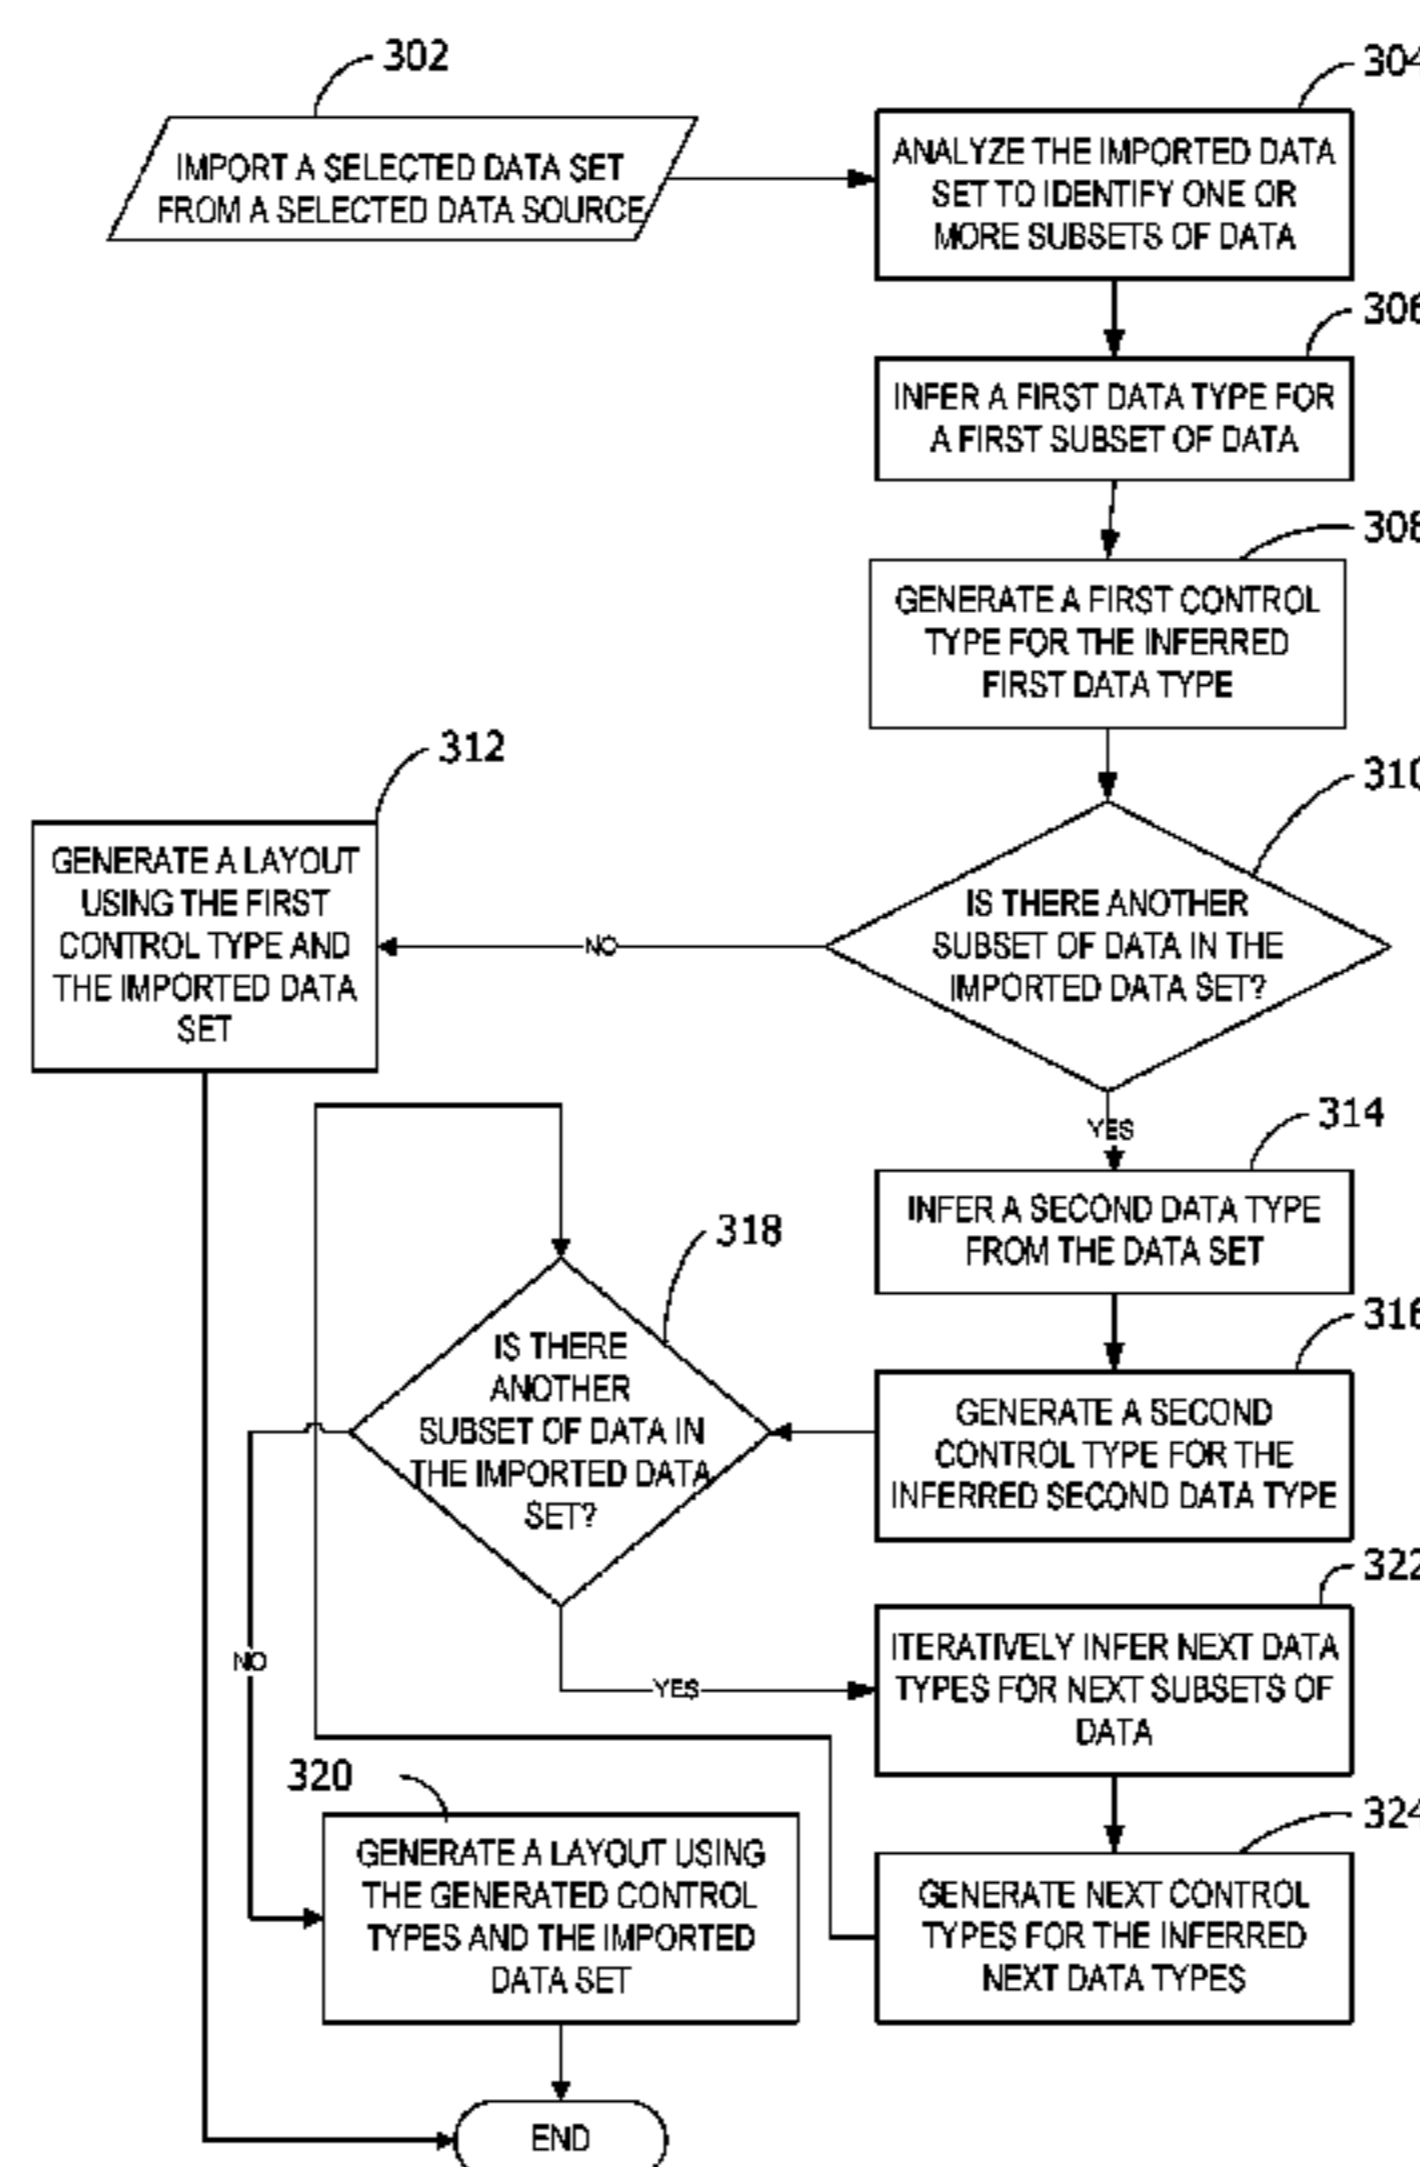 302
IMPORT A SELECTED DATA SET
FROM A SELECTED DATA SOURCE
304
ANALYZE THE IMPORTED DATA
SET TO IDENTIFY ONE OR
MORE SUBSETS OF DATA
306
INFER A FIRST DATA TYPE FOR
A FIRST SUBSET OF DATA
308
GENERATE A FIRST CONTROL
TYPE FOR THE INFERRED
FIRST DATA TYPE
310
IS THERE ANOTHER
SUBSET OF DATA IN THE
IMPORTED DATA SET?
NO
312
GENERATE A LAYOUT
USING THE FIRST
CONTROL TYPE AND
THE IMPORTED DATA
SET
YES
314
INFER A SECOND DATA TYPE
FROM THE DATA SET
316
GENERATE A SECOND
CONTROL TYPE FOR THE
INFERRED SECOND DATA TYPE
318
IS THERE
ANOTHER
SUBSET OF DATA IN
THE IMPORTED DATA
SET?
NO
YES
322
ITERATIVELY INFER NEXT DATA
TYPES FOR NEXT SUBSETS OF
DATA
320
GENERATE A LAYOUT USING
THE GENERATED CONTROL
TYPES AND THE IMPORTED
DATA SET
324
GENERATE NEXT CONTROL
TYPES FOR THE INFERRED
NEXT DATA TYPES
END